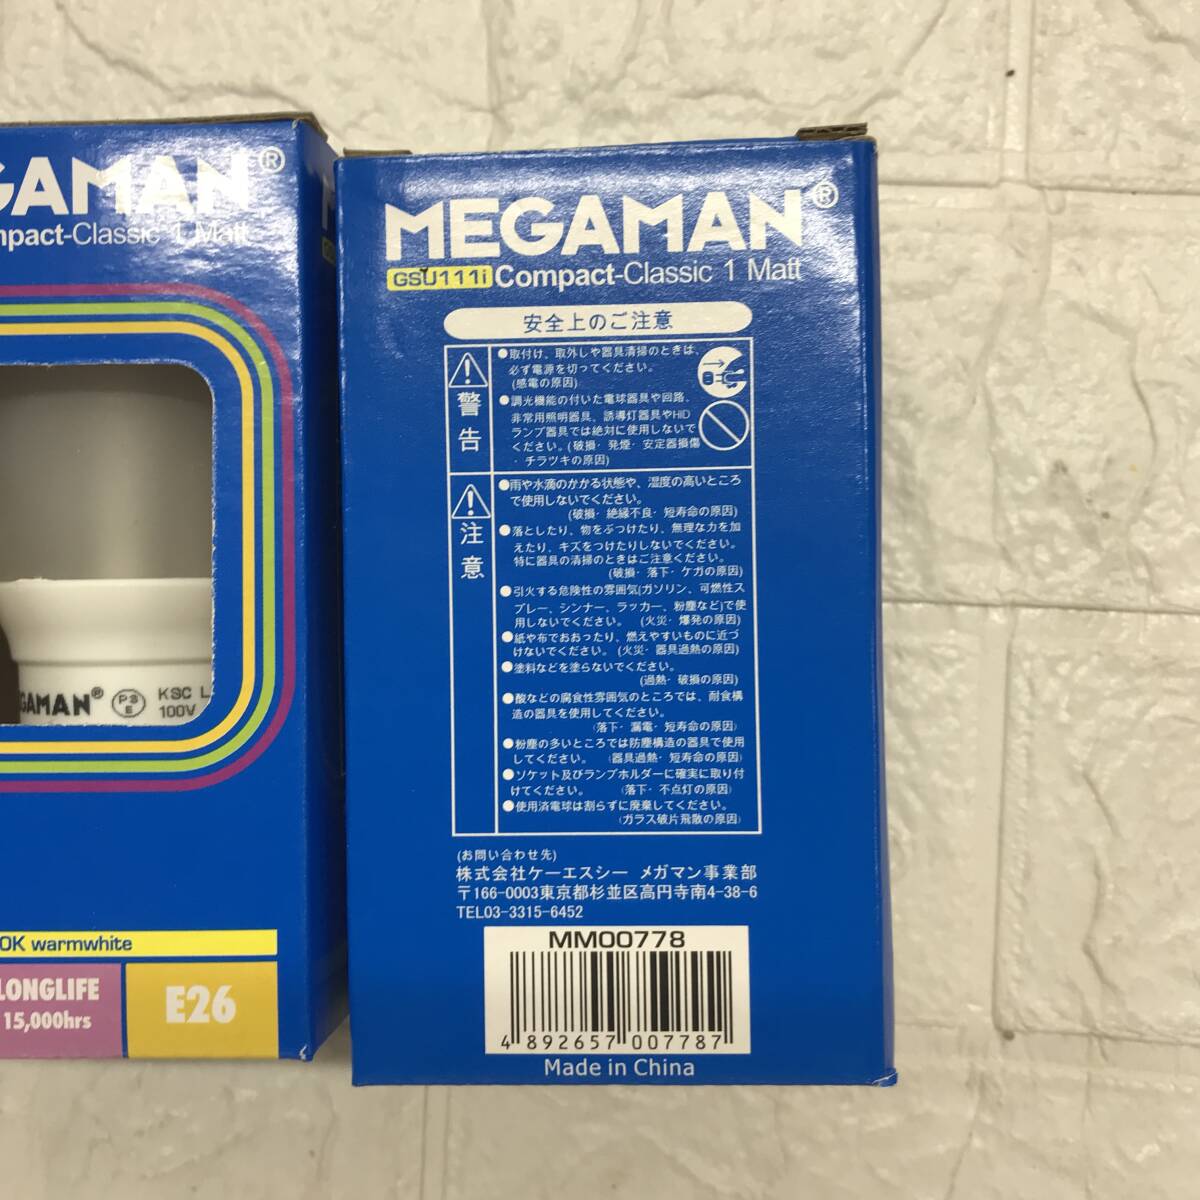 GAMAN®
mpact-Classic 1 Matt
GAMAN®
PS
E
KSC L
100V
0K warmwhite
LONGLIFE
15,000hrs
E26
MEGAMAN®
GSU111i Compact-Classic 1 Matt
安全上のご注意
警告
●取付け、取外しや器具清掃のときは、
必ず電源を切ってください。
(感電の原因)
●調光機能の付いた電球器具や回路、
非常用照明器具、誘導灯器具やHID
ランプ器具では絶対に使用しないで
ください。(破損・発煙・安定器損傷
・チラツキの原因)
注意
●雨や水滴のかかる状態や、湿度の高いところ
で使用しないでください。
(破損・絶縁不良・短寿命の原因)
●落としたり、物をぶつけたり、無理な力を加
えたり、キズをつけたりしないでください。
特に器具の清掃のときはご注意ください。
(破損・落下・ケガの原因)
●引火する危険性の雰囲気(ガソリン、可燃性ス
プレー、シンナー、ラッカー、粉塵など)で使
用しないでください。 (火災・爆発の原因)
●紙や布でおおったり、燃えやすいものに近づ
けないでください。(火災・器具過熱の原因)
●塗料などを塗らないでください。
(過熱・破損の原因)
●酸などの腐食性雰囲気のところでは、耐食構
造の器具を使用してください。
(落下・漏電・短寿命の原因)
●粉塵の多いところでは防塵構造の器具で使用
してください。 (器具過熱・短寿命の原因)
●ソケット及びランプホルダーに確実に取り付
けてください。 (落下・不点灯の原因)
●使用済電球は割らずに廃棄してください。
(ガラス破片飛散の原因)
(お問い合わせ先)
株式会社ケーエスシー メガマン事業部
〒166-0003東京都杉並区高円寺南4-38-6
TEL03-3315-6452
MM00778
4 892657 007787
Made in China